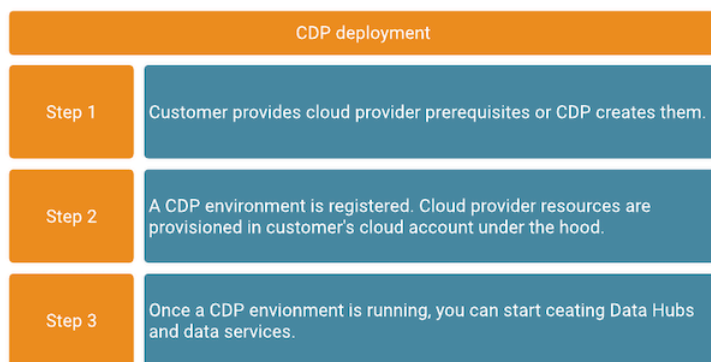 CDP deployment
Step 1
Customer provides cloud provider prerequisites or CDP creates them.
Step 2
A CDP environment is registered. Cloud provider resources are
provisioned in customer's cloud account under the hood.
Step 3
Once a CDP envionment is running, you can start ceating Data Hubs
and data services.